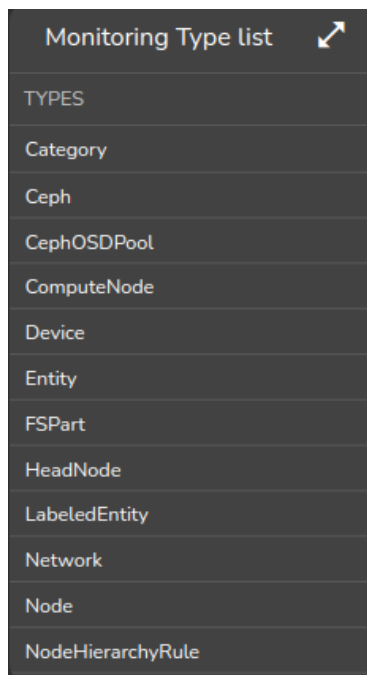 Monitoring Type list
TYPES
Category
Ceph
CephOSDPool
ComputeNode
Device
Entity
FSPart
HeadNode
LabeledEntity
Network
Node
NodeHierarchyRule